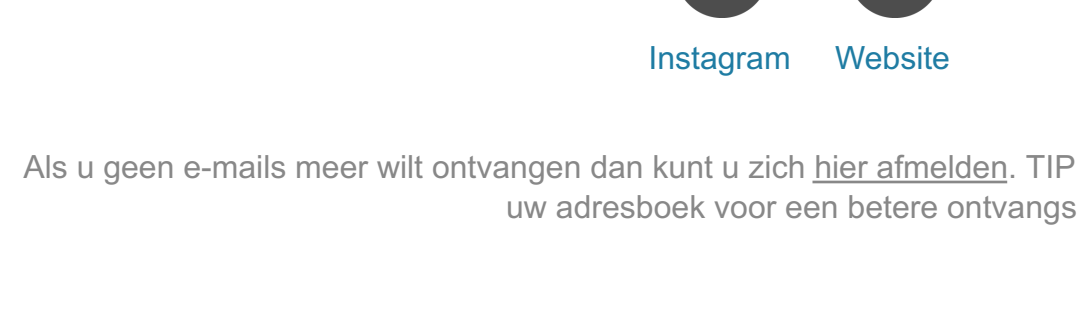 Instagram Website
Als u geen e-mails meer wilt ontvangen dan kunt u zich hier afmelden. TIP
uw adresboek voor een betere ontvangs